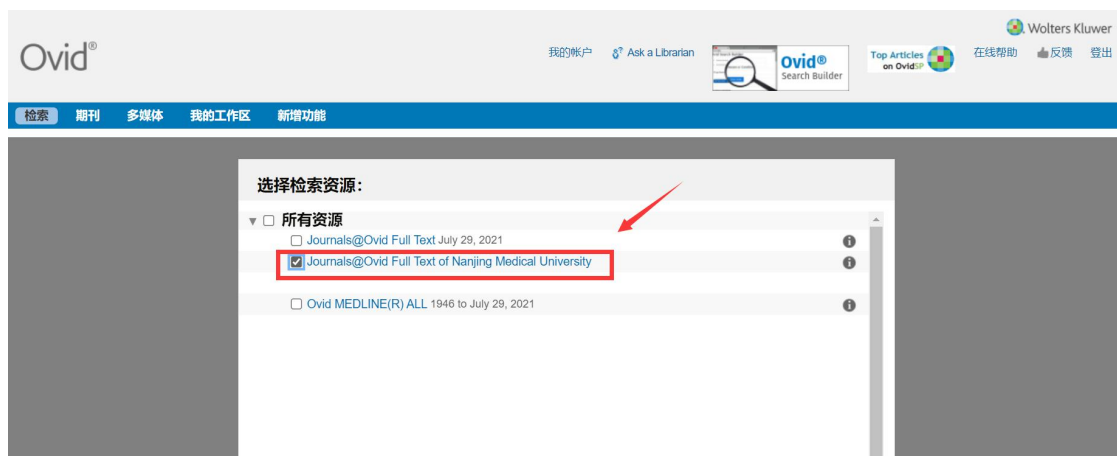 Wolters Kluwer
Ovid®
我的帐户 Ask a Librarian Ovid® Search Builder Top Articles on OvidSP 在线帮助 反馈 登出
检索 期刊 多媒体 我的工作区 新增功能
选择检索资源:
所有资源
Journals@Ovid Full Text July 29, 2021
Journals@Ovid Full Text of Nanjing Medical University
Ovid MEDLINE(R) ALL 1946 to July 29, 2021